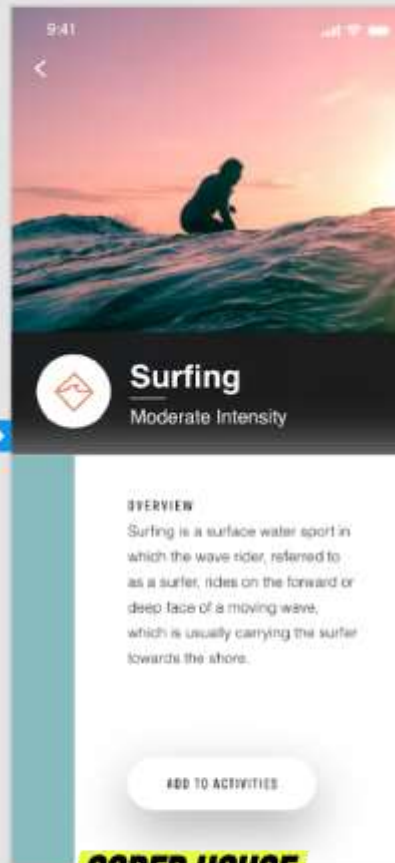 9:41
Surfing
Moderate Intensity
OVERVIEW
Surfing is a surface water sport in
which the wave rider, referred to
as a surfer, rides on the forward or
deep face of a moving wave,
which is usually carrying the surfer
towards the shore.
ADD TO ACTIVITIES
CODER HOUSE